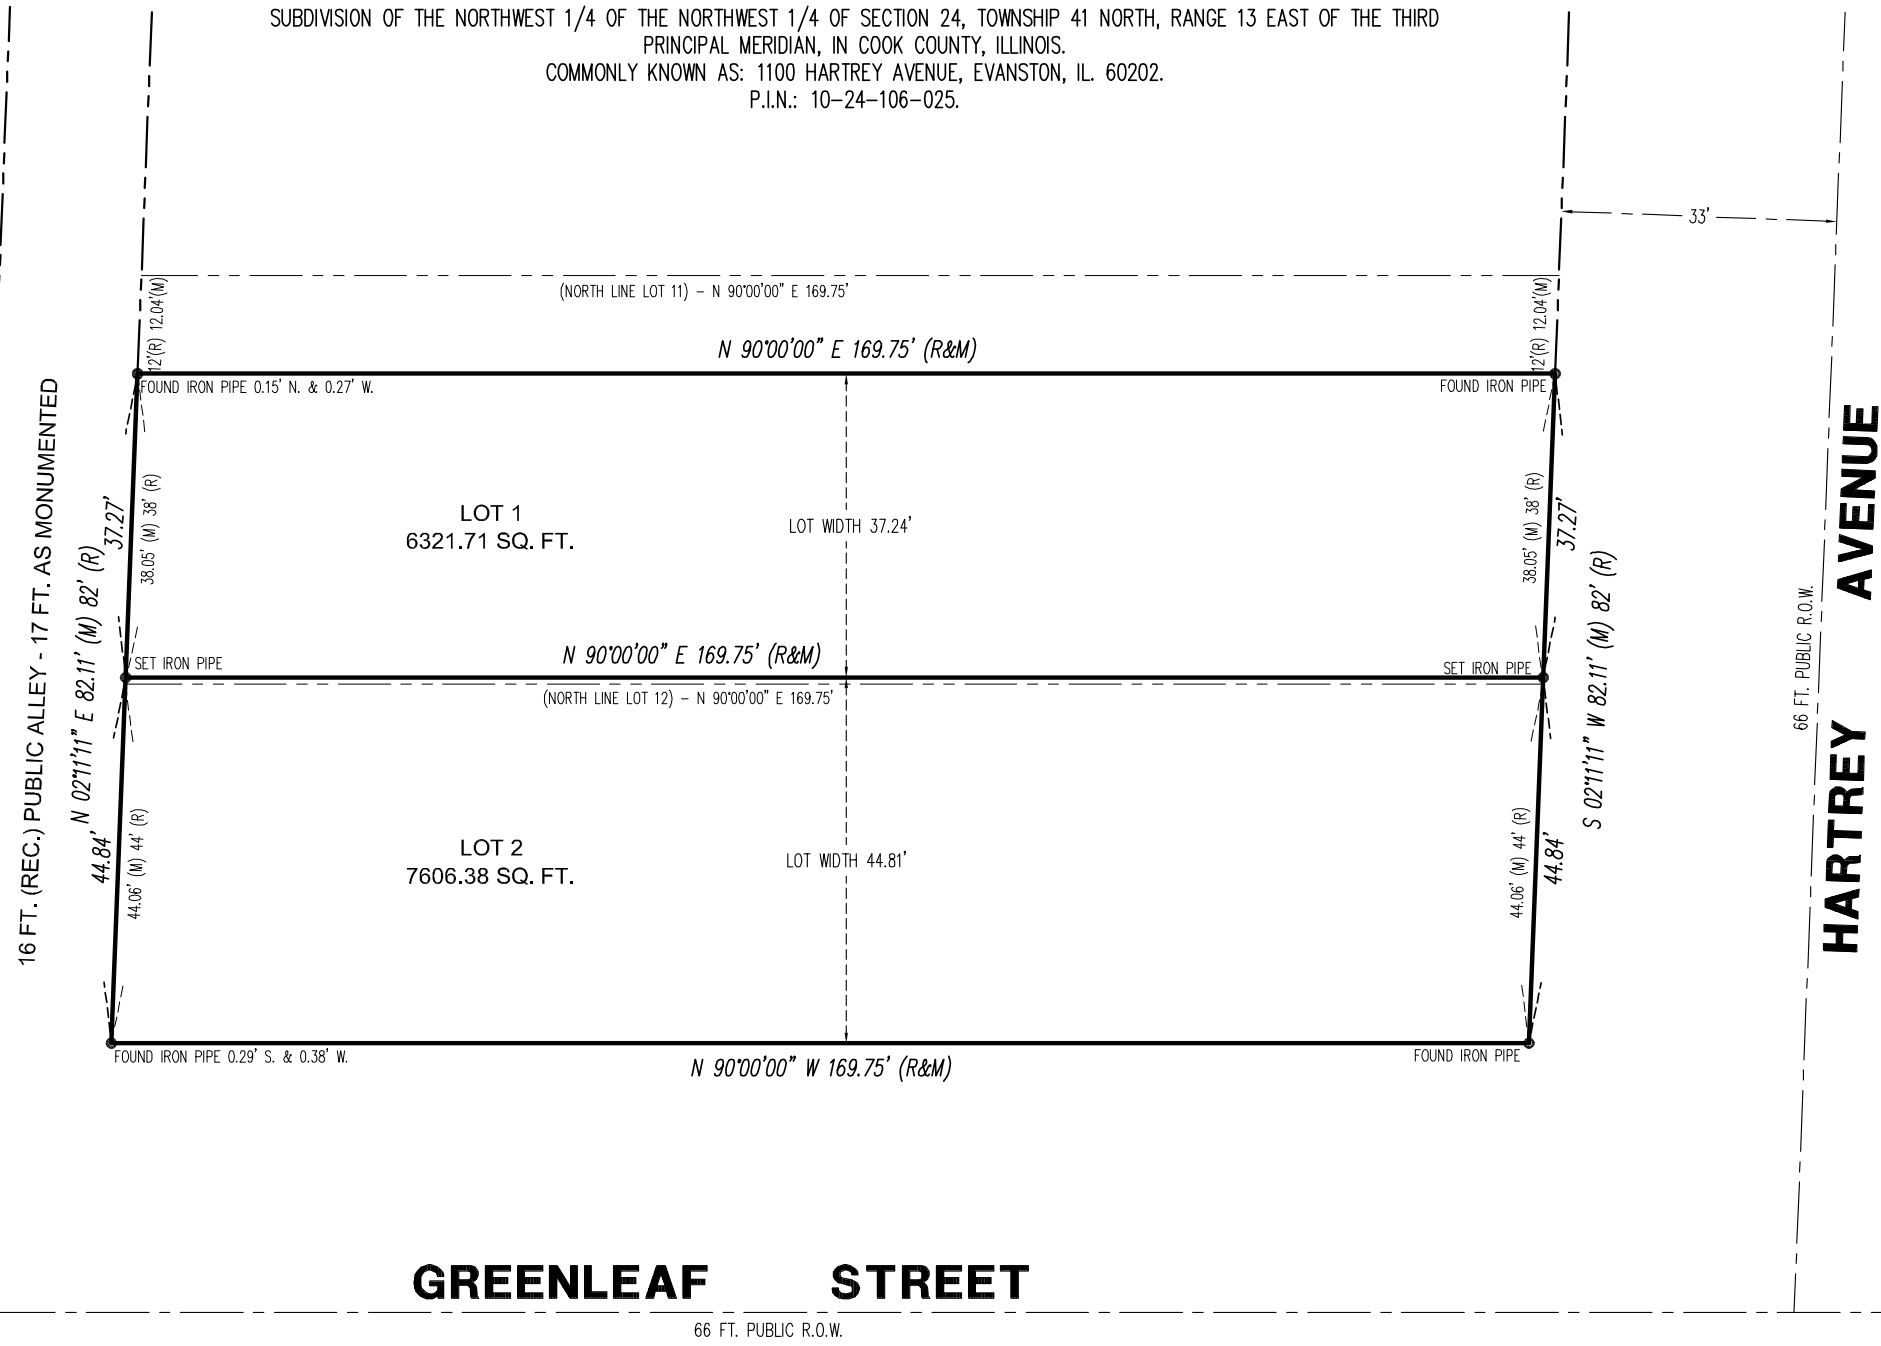 SUBDIVISION OF THE NORTHWEST 1/4 OF THE NORTHWEST 1/4 OF SECTION 24, TOWNSHIP 41 NORTH, RANGE 13 EAST OF THE THIRD
PRINCIPAL MERIDIAN, IN COOK COUNTY, ILLINOIS.
COMMONLY KNOWN AS: 1100 HARTREY AVENUE, EVANSTON, IL. 60202.
P.I.N.: 10-24-106-025.
33'
(NORTH LINE LOT 11) - N 90°00'00" E 169.75'
12'(R) 12.04'(M)
12'(R) 12.04'(M)
N 90°00'00" E 169.75' (R&M)
FOUND IRON PIPE 0.15' N. & 0.27' W.
FOUND IRON PIPE
16 FT. (REC.) PUBLIC ALLEY - 17 FT. AS MONUMENTED
N 02°11'11" E 82.11' (M) 82' (R)
37.27'
38.05' (M) 38' (R)
LOT 1
6321.71 SQ. FT.
LOT WIDTH 37.24'
38.05' (M) 38' (R)
37.27'
S 02°11'11" W 82.11' (M) 82' (R)
66 FT. PUBLIC R.O.W.
HARTREY AVENUE
SET IRON PIPE
N 90°00'00" E 169.75' (R&M)
SET IRON PIPE
(NORTH LINE LOT 12) - N 90°00'00" E 169.75'
44.84'
44.06' (M) 44' (R)
LOT 2
7606.38 SQ. FT.
LOT WIDTH 44.81'
44.06' (M) 44' (R)
44.84'
FOUND IRON PIPE 0.29' S. & 0.38' W.
N 90°00'00" W 169.75' (R&M)
FOUND IRON PIPE
GREENLEAF STREET
66 FT. PUBLIC R.O.W.